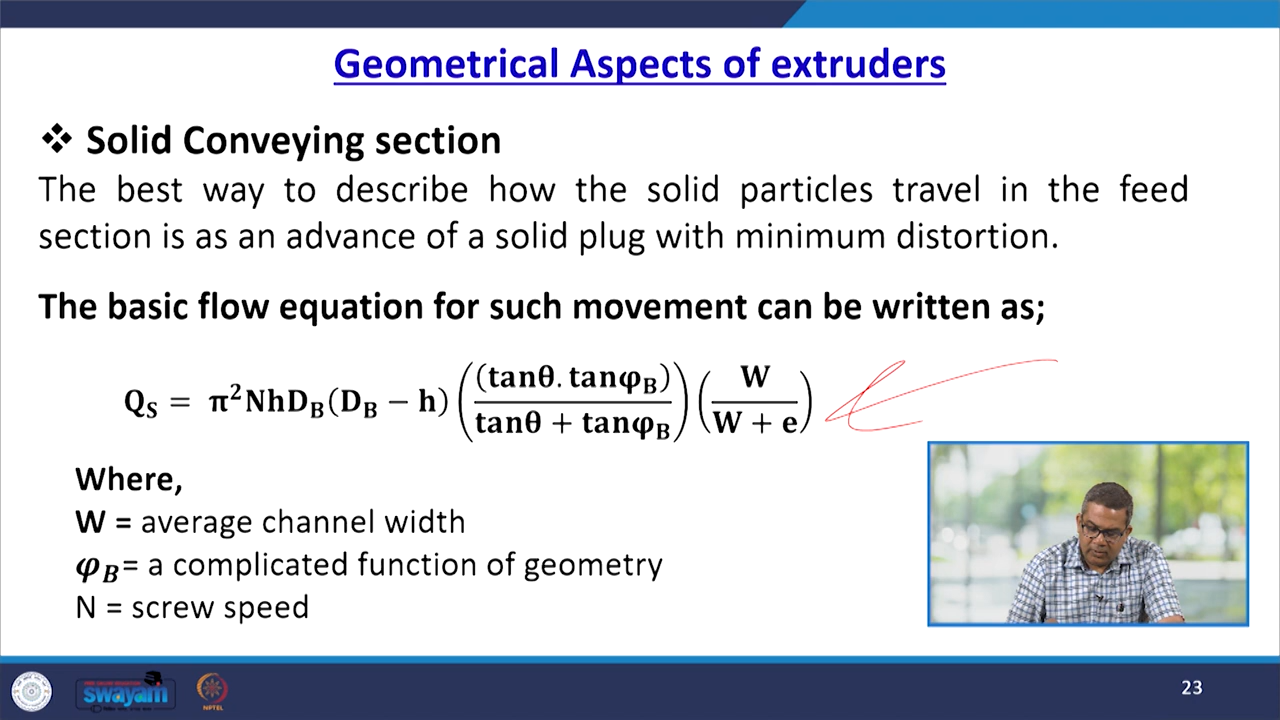 Geometrical Aspects of extruders
❖ Solid Conveying section
The best way to describe how the solid particles travel in the feed
section is as an advance of a solid plug with minimum distortion.
The basic flow equation for such movement can be written as;
Q_S = π²NhD_B(D_B − h) ((tanθ. tanφ_B) / (tanθ + tanφ_B)) (W / (W + e))
Where,
W = average channel width
φ_B= a complicated function of geometry
N = screw speed
swayam
NPTEL
23